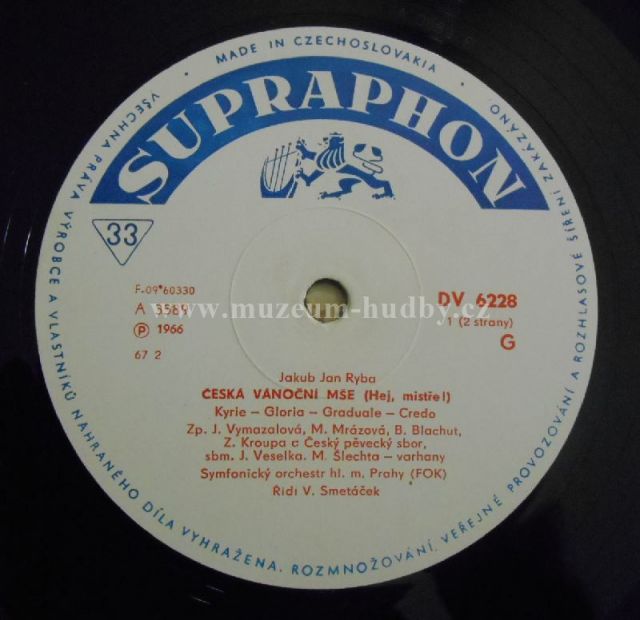 MADE IN CZECHOSLOVAKIA
SUPRAPHON
33
F-09*60330
A 3589
Ⓟ 1966
67 2
DV 6228
1 (2 strany)
G
www.muzeum-hudby.cz
Jakub Jan Ryba
ČESKÁ VÁNOČNÍ MŠE (Hej, mistře!)
Kyrie – Gloria – Graduale – Credo
Zp. J. Vymazalová, M. Mrázová, B. Blachut,
Z. Kroupa a Český pěvecký sbor,
sbm. J. Veselka. M. Šlechta – varhany
Symfonický orchestr hl. m. Prahy (FOK)
Řídí V. Smetáček
VŠECHNA PRÁVA VÝROBCE A VLASTNÍKŮ NAHRANÉHO DÍLA VYHRAŽENA. ROZMNOŽOVÁNÍ, VEŘEJNÉ PROVOZOVÁNÍ A ROZHLASOVÉ ŠÍŘENÍ ZAKÁZÁNO